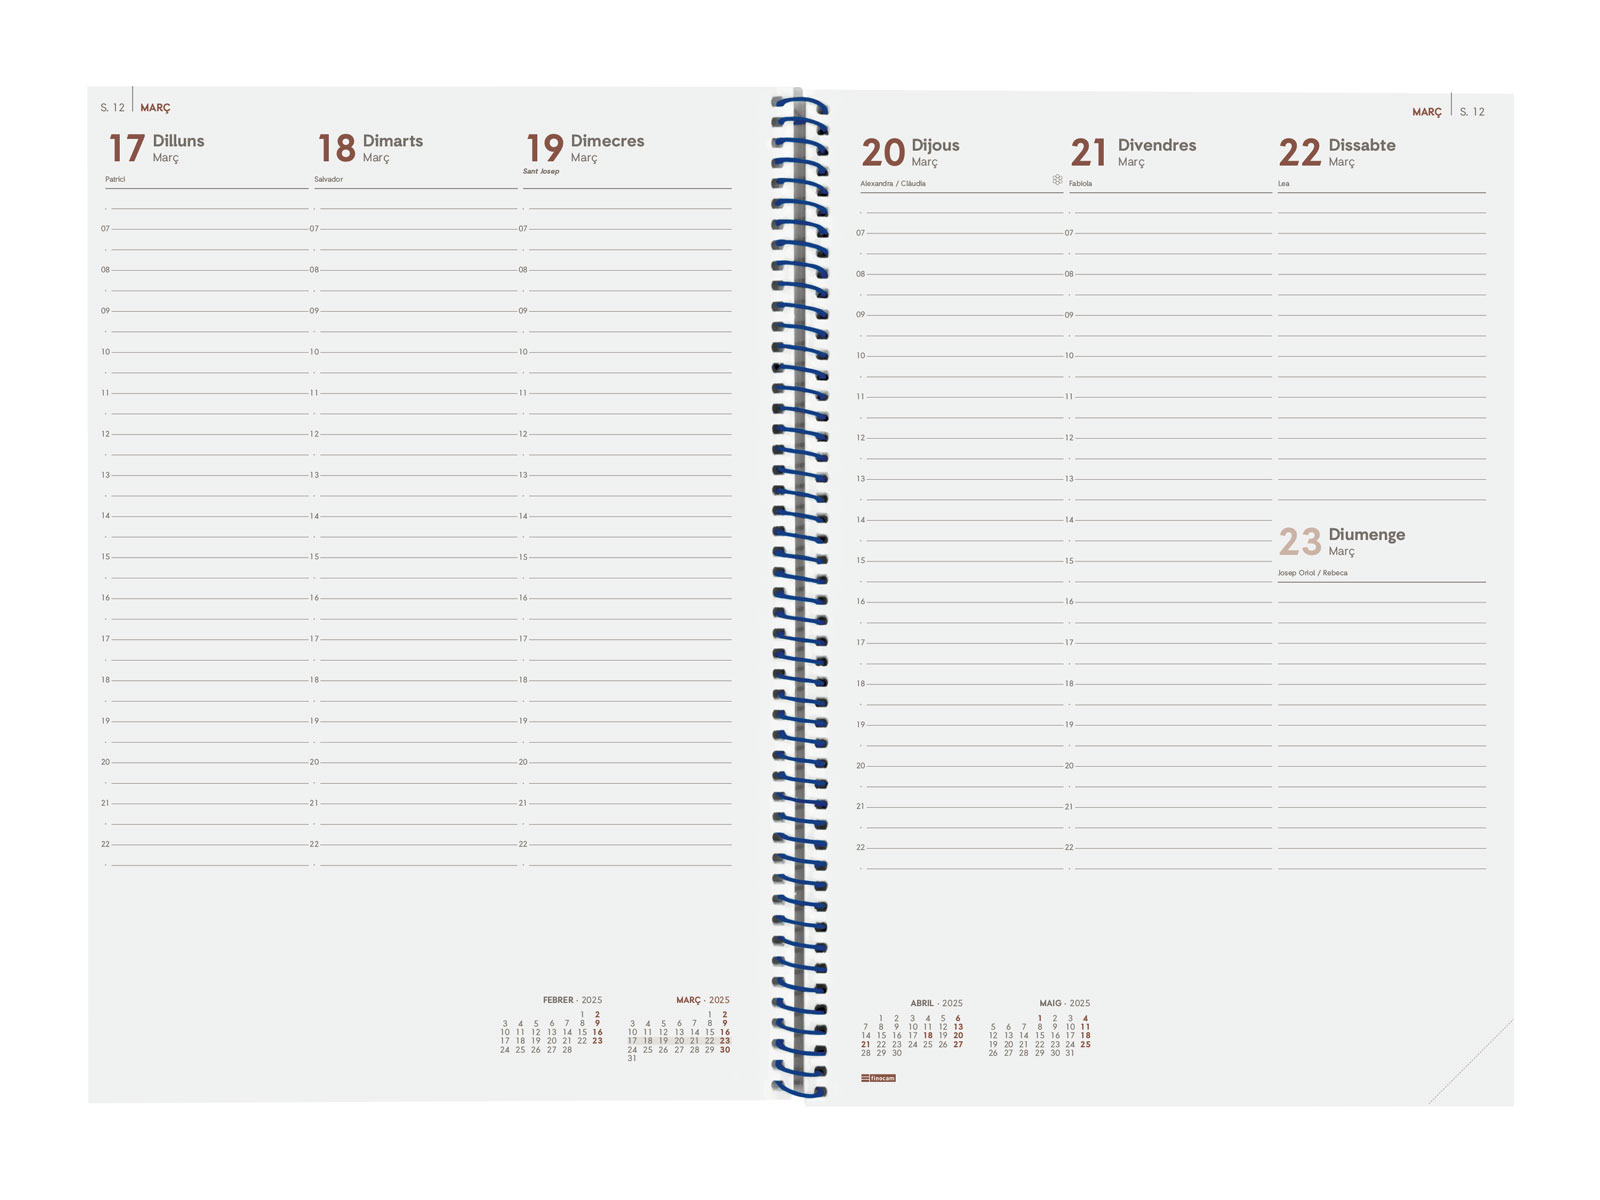 S. 12 MARÇ
17 Dilluns
Març
Patrici
18 Dimarts
Març
Salvador
19 Dimecres
Març
Sant Josep
07 07 07
08 08 08
09 09 09
10 10 10
11 11 11
12 12 12
13 13 13
14 14 14
15 15 15
16 16 16
17 17 17
18 18 18
19 19 19
20 20 20
21 21 21
22 22 22
FEBRER · 2025
1 2
3 4 5 6 7 8 9
10 11 12 13 14 15 16
17 18 19 20 21 22 23
24 25 26 27 28
MARÇ · 2025
1 2
3 4 5 6 7 8 9
10 11 12 13 14 15 16
17 18 19 20 21 22 23
24 25 26 27 28 29 30
31
MARÇ S. 12
20 Dijous
Març
Alexandra / Clàudia
21 Divendres
Març
Fabiola
22 Dissabte
Març
Lea
07 07
08 08
09 09
10 10
11 11
12 12
13 13
14 14
15 15
16 16
17 17
18 18
19 19
20 20
21 21
22 22
23 Diumenge
Març
Josep Oriol / Rebeca
ABRIL · 2025
1 2 3 4 5 6
7 8 9 10 11 12 13
14 15 16 17 18 19 20
21 22 23 24 25 26 27
28 29 30
MAIG · 2025
1 2 3 4
5 6 7 8 9 10 11
12 13 14 15 16 17 18
19 20 21 22 23 24 25
26 27 28 29 30 31
finocam